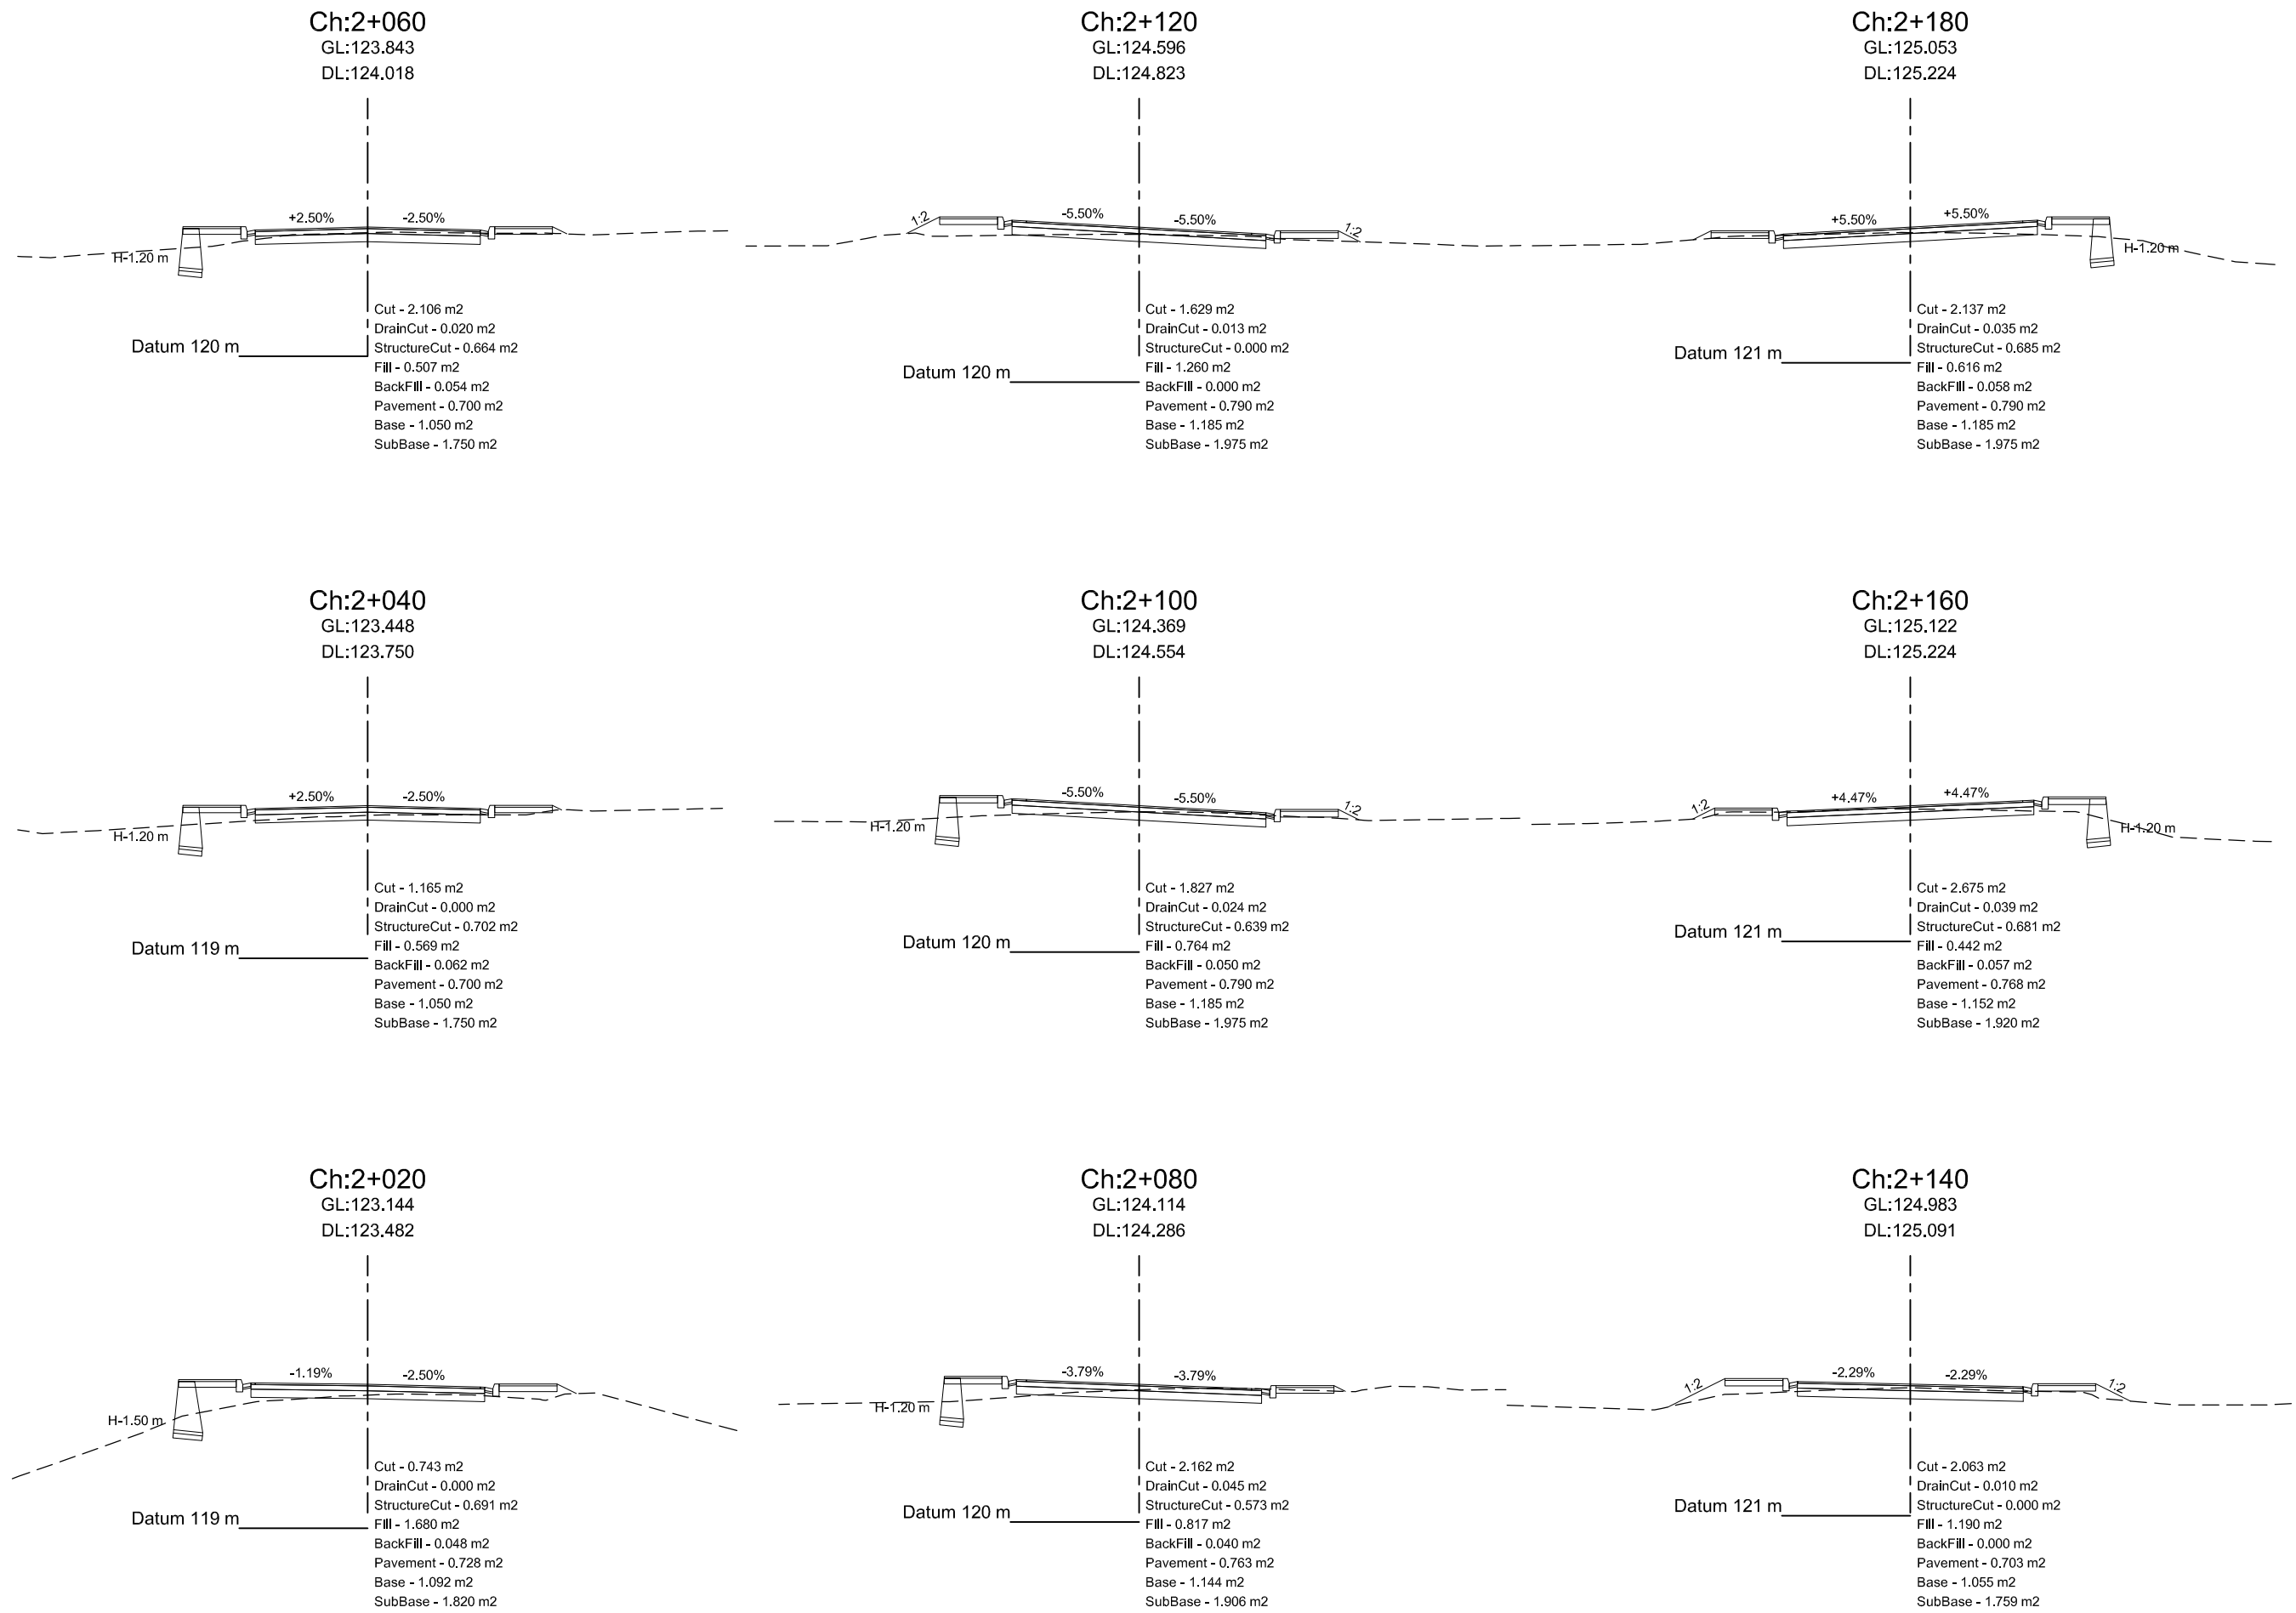 Ch:2+060
GL:123.843
DL:124.018
+2.50%
-2.50%
H-1.20 m
Datum 120 m
Cut - 2.106 m2
DrainCut - 0.020 m2
StructureCut - 0.664 m2
Fill - 0.507 m2
BackFill - 0.054 m2
Pavement - 0.700 m2
Base - 1.050 m2
SubBase - 1.750 m2
Ch:2+120
GL:124.596
DL:124.823
1:2
-5.50%
-5.50%
1:2
Datum 120 m
Cut - 1.629 m2
DrainCut - 0.013 m2
StructureCut - 0.000 m2
Fill - 1.260 m2
BackFill - 0.000 m2
Pavement - 0.790 m2
Base - 1.185 m2
SubBase - 1.975 m2
Ch:2+180
GL:125.053
DL:125.224
+5.50%
+5.50%
H-1.20 m
Datum 121 m
Cut - 2.137 m2
DrainCut - 0.035 m2
StructureCut - 0.685 m2
Fill - 0.616 m2
BackFill - 0.058 m2
Pavement - 0.790 m2
Base - 1.185 m2
SubBase - 1.975 m2
Ch:2+040
GL:123.448
DL:123.750
+2.50%
-2.50%
H-1.20 m
Datum 119 m
Cut - 1.165 m2
DrainCut - 0.000 m2
StructureCut - 0.702 m2
Fill - 0.569 m2
BackFill - 0.062 m2
Pavement - 0.700 m2
Base - 1.050 m2
SubBase - 1.750 m2
Ch:2+100
GL:124.369
DL:124.554
-5.50%
-5.50%
1:2
H-1.20 m
Datum 120 m
Cut - 1.827 m2
DrainCut - 0.024 m2
StructureCut - 0.639 m2
Fill - 0.764 m2
BackFill - 0.050 m2
Pavement - 0.790 m2
Base - 1.185 m2
SubBase - 1.975 m2
Ch:2+160
GL:125.122
DL:125.224
1:2
+4.47%
+4.47%
H-1.20 m
Datum 121 m
Cut - 2.675 m2
DrainCut - 0.039 m2
StructureCut - 0.681 m2
Fill - 0.442 m2
BackFill - 0.057 m2
Pavement - 0.768 m2
Base - 1.152 m2
SubBase - 1.920 m2
Ch:2+020
GL:123.144
DL:123.482
-1.19%
-2.50%
H-1.50 m
Datum 119 m
Cut - 0.743 m2
DrainCut - 0.000 m2
StructureCut - 0.691 m2
Fill - 1.680 m2
BackFill - 0.048 m2
Pavement - 0.728 m2
Base - 1.092 m2
SubBase - 1.820 m2
Ch:2+080
GL:124.114
DL:124.286
-3.79%
-3.79%
H-1.20 m
Datum 120 m
Cut - 2.162 m2
DrainCut - 0.045 m2
StructureCut - 0.573 m2
Fill - 0.817 m2
BackFill - 0.040 m2
Pavement - 0.763 m2
Base - 1.144 m2
SubBase - 1.906 m2
Ch:2+140
GL:124.983
DL:125.091
1:2
-2.29%
-2.29%
1:2
Datum 121 m
Cut - 2.063 m2
DrainCut - 0.010 m2
StructureCut - 0.000 m2
Fill - 1.190 m2
BackFill - 0.000 m2
Pavement - 0.703 m2
Base - 1.055 m2
SubBase - 1.759 m2